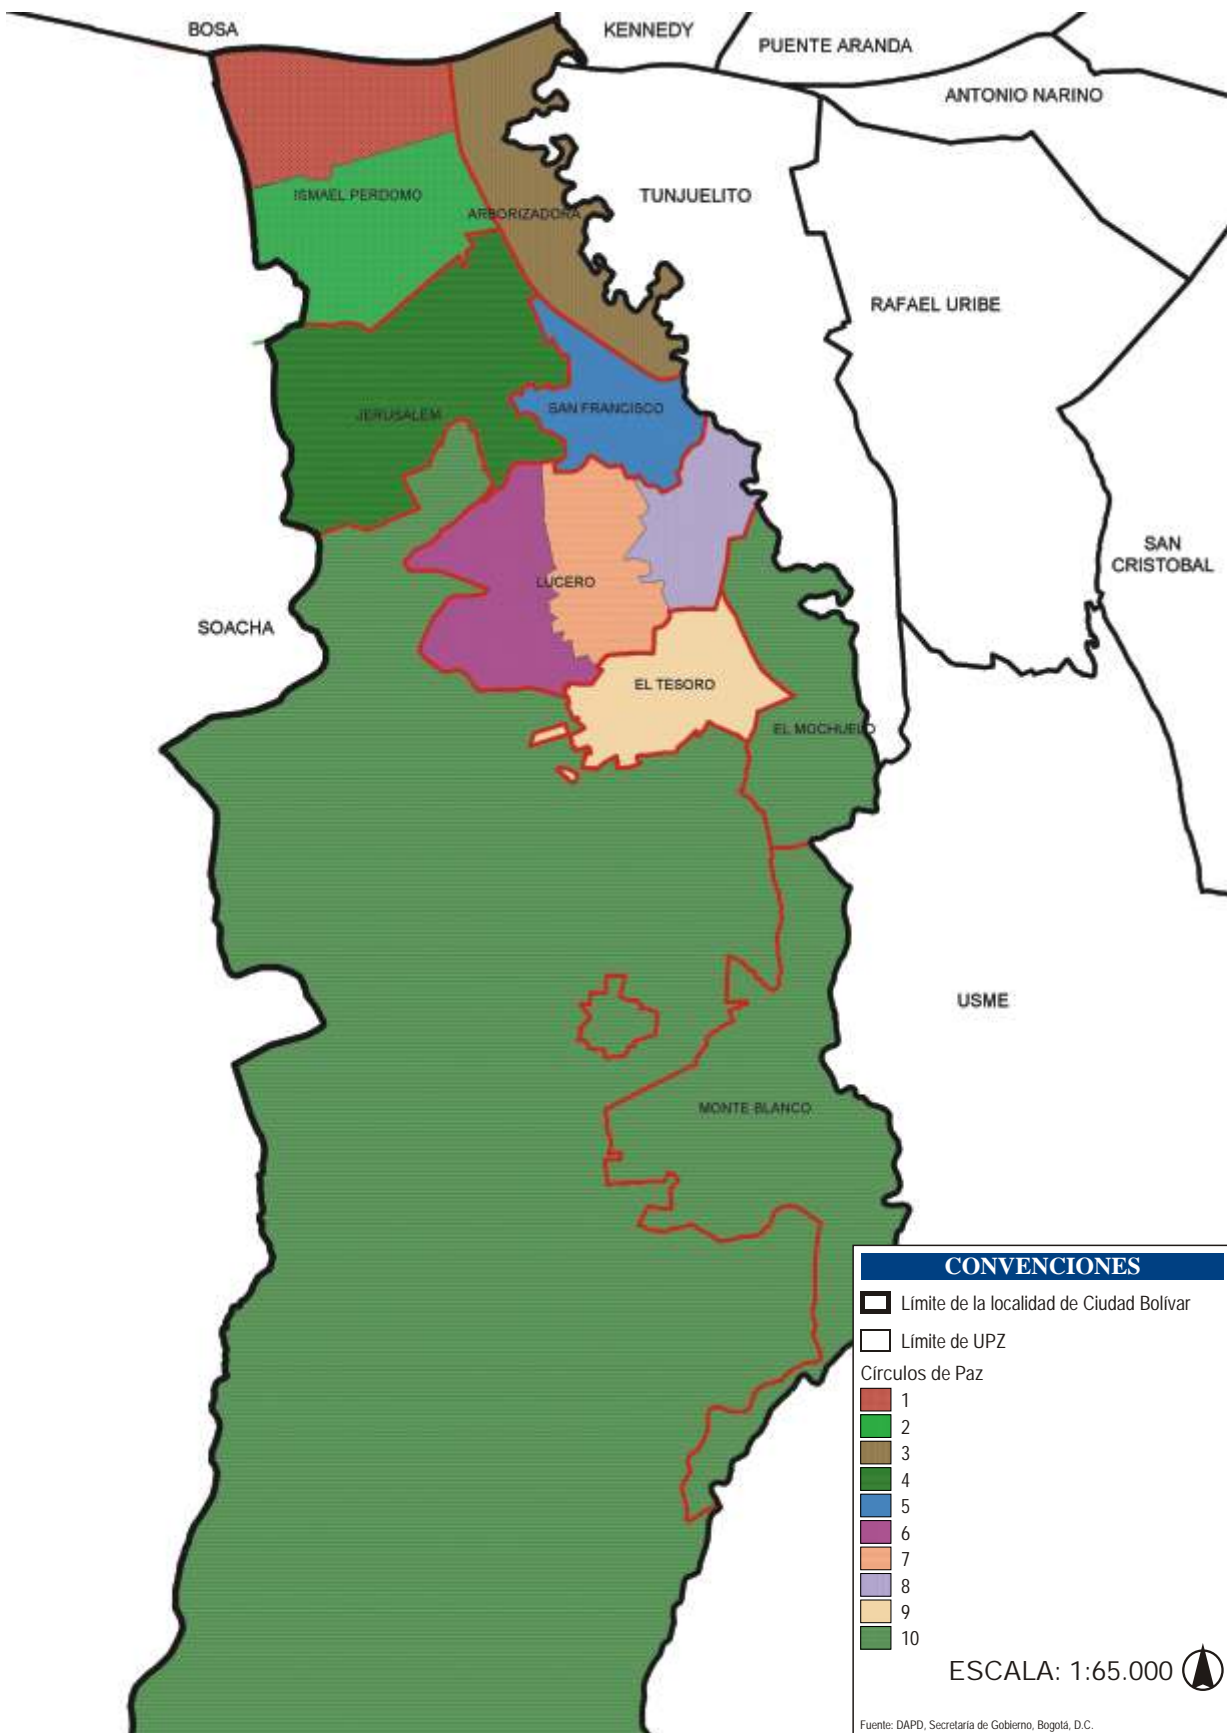 BOSA
KENNEDY
PUENTE ARANDA
ANTONIO NARINO
ISMAEL PERDOMO
TUNJUELITO
ARBORIZADORA
RAFAEL URIBE
JERUSALEM
SAN FRANCISCO
SAN
CRISTOBAL
LUCERO
SOACHA
EL TESORO
EL MOCHUELO
USME
MONTE BLANCO
CONVENCIONES
Límite de la localidad de Ciudad Bolívar
Límite de UPZ
Círculos de Paz
1
2
3
4
5
6
7
8
9
10
ESCALA: 1:65.000
Fuente: DAPD, Secretaría de Gobierno, Bogotá, D.C.